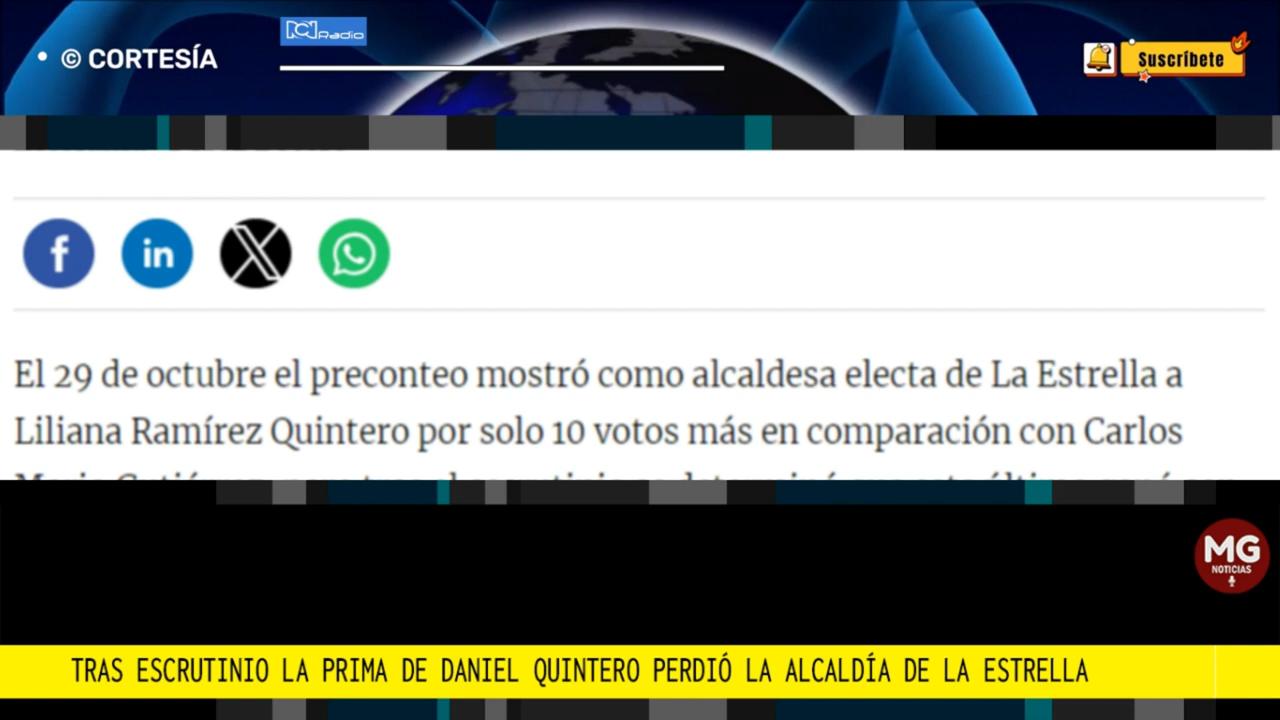 © CORTESÍA
RCN Radio
Suscríbete
El 29 de octubre el preconteo mostró como alcaldesa electa de La Estrella a
Liliana Ramírez Quintero por solo 10 votos más en comparación con Carlos
MG
NOTICIAS
TRAS ESCRUTINIO LA PRIMA DE DANIEL QUINTERO PERDIÓ LA ALCALDÍA DE LA ESTRELLA